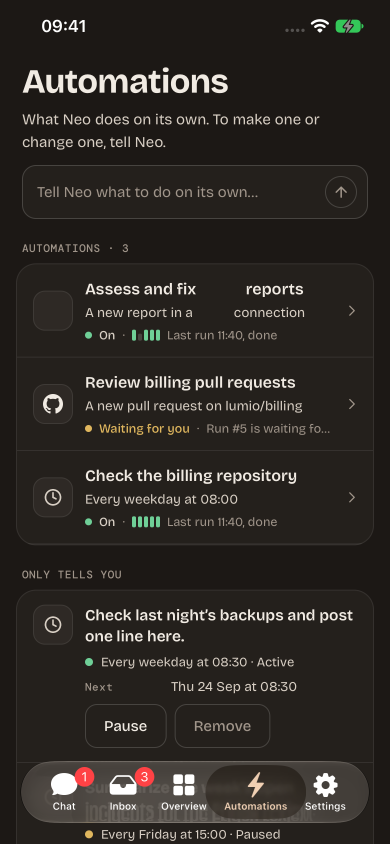 09:41
Automations
What Neo does on its own. To make one or
change one, tell Neo.
Tell Neo what to do on its own...
AUTOMATIONS · 3
Assess and fix reports
A new report in a connection
On · Last run 11:40, done
Review billing pull requests
A new pull request on lumio/billing
Waiting for you · Run #5 is waiting fo...
Check the billing repository
Every weekday at 08:00
On · Last run 11:40, done
ONLY TELLS YOU
Check last night's backups and post
one line here.
Every weekday at 08:30 · Active
Next Thu 24 Sep at 08:30
Pause Remove
1 3
Chat Inbox Overview Automations Settings
Every Friday at 15:00 · Paused